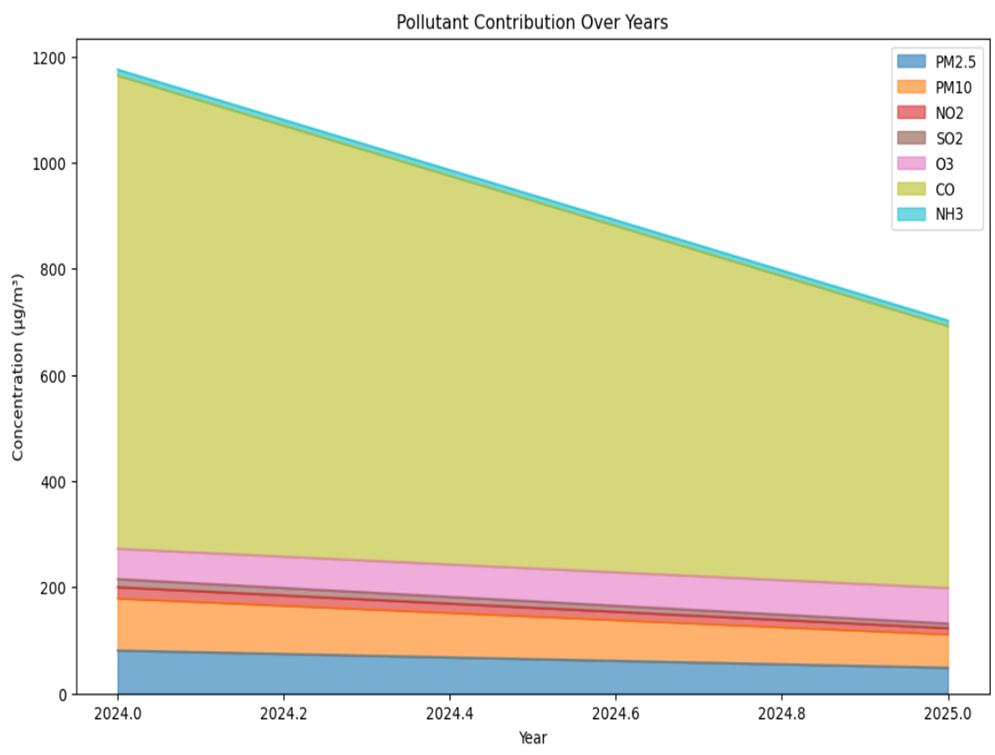 Pollutant Contribution Over Years
1200
1000
800
600
400
200
0
Concentration (µg/m³)
PM2.5
PM10
NO2
SO2
O3
CO
NH3
2024.0 2024.2 2024.4 2024.6 2024.8 2025.0
Year